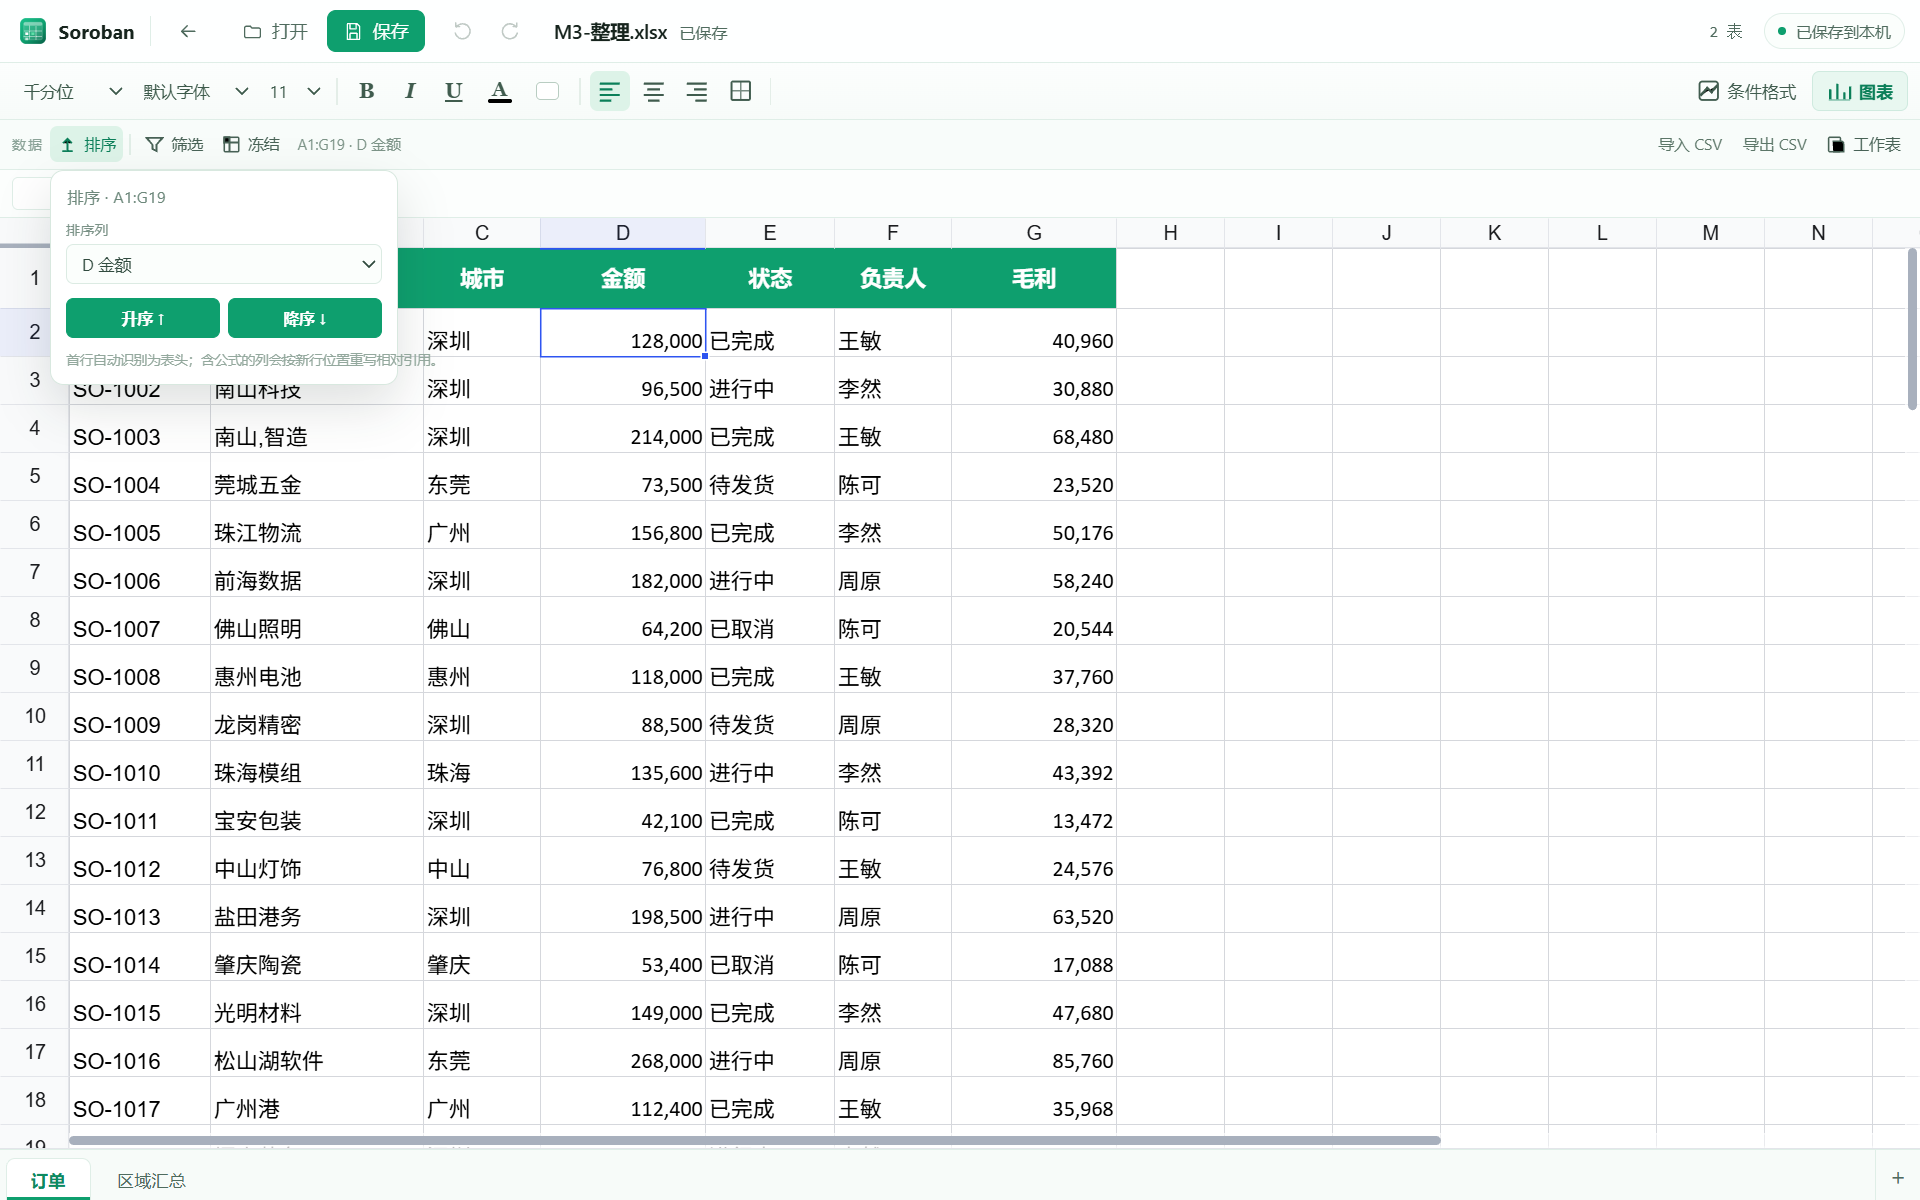 Soroban
打开
保存
M3-整理.xlsx 已保存
2 表
已保存到本机
千分位
默认字体
11
B I U A
条件格式
图表
数据
排序
筛选
冻结
A1:G19 · D 金额
导入 CSV
导出 CSV
工作表
排序 · A1:G19
排序列
D 金额
升序 ↑
降序 ↓
首行自动识别为表头；含公式的列会按新行位置重写相对引用。
C D E F G H I J K L M N
1 城市 金额 状态 负责人 毛利
2 深圳 128,000 已完成 王敏 40,960
3 SO-1002 南山科技 深圳 96,500 进行中 李然 30,880
4 SO-1003 南山,智造 深圳 214,000 已完成 王敏 68,480
5 SO-1004 莞城五金 东莞 73,500 待发货 陈可 23,520
6 SO-1005 珠江物流 广州 156,800 已完成 李然 50,176
7 SO-1006 前海数据 深圳 182,000 进行中 周原 58,240
8 SO-1007 佛山照明 佛山 64,200 已取消 陈可 20,544
9 SO-1008 惠州电池 惠州 118,000 已完成 王敏 37,760
10 SO-1009 龙岗精密 深圳 88,500 待发货 周原 28,320
11 SO-1010 珠海模组 珠海 135,600 进行中 李然 43,392
12 SO-1011 宝安包装 深圳 42,100 已完成 陈可 13,472
13 SO-1012 中山灯饰 中山 76,800 待发货 王敏 24,576
14 SO-1013 盐田港务 深圳 198,500 进行中 周原 63,520
15 SO-1014 肇庆陶瓷 肇庆 53,400 已取消 陈可 17,088
16 SO-1015 光明材料 深圳 149,000 已完成 李然 47,680
17 SO-1016 松山湖软件 东莞 268,000 进行中 周原 85,760
18 SO-1017 广州港 广州 112,400 已完成 王敏 35,968
19
订单
区域汇总
+